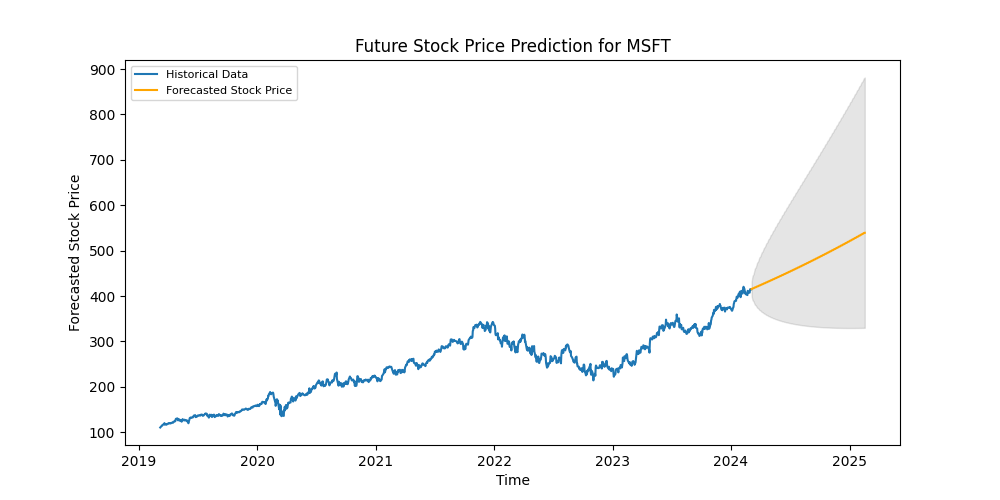 Future Stock Price Prediction for MSFT
Historical Data
Forecasted Stock Price
900
800
700
600
500
400
300
200
100
Forecasted Stock Price
2019 2020 2021 2022 2023 2024 2025
Time